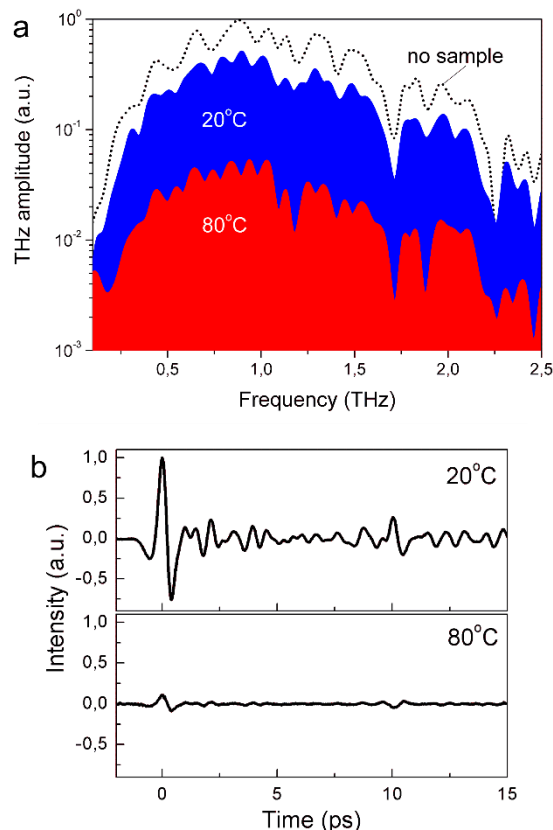 a
THz amplitude (a.u.)
10⁰
10⁻¹
10⁻²
10⁻³
no sample
20°C
80°C
0,5 1,0 1,5 2,0 2,5
Frequency (THz)
b
Intensity (a.u.)
1,0
0,5
0,0
-0,5
20°C
1,0
0,5
0,0
-0,5
80°C
0 5 10 15
Time (ps)